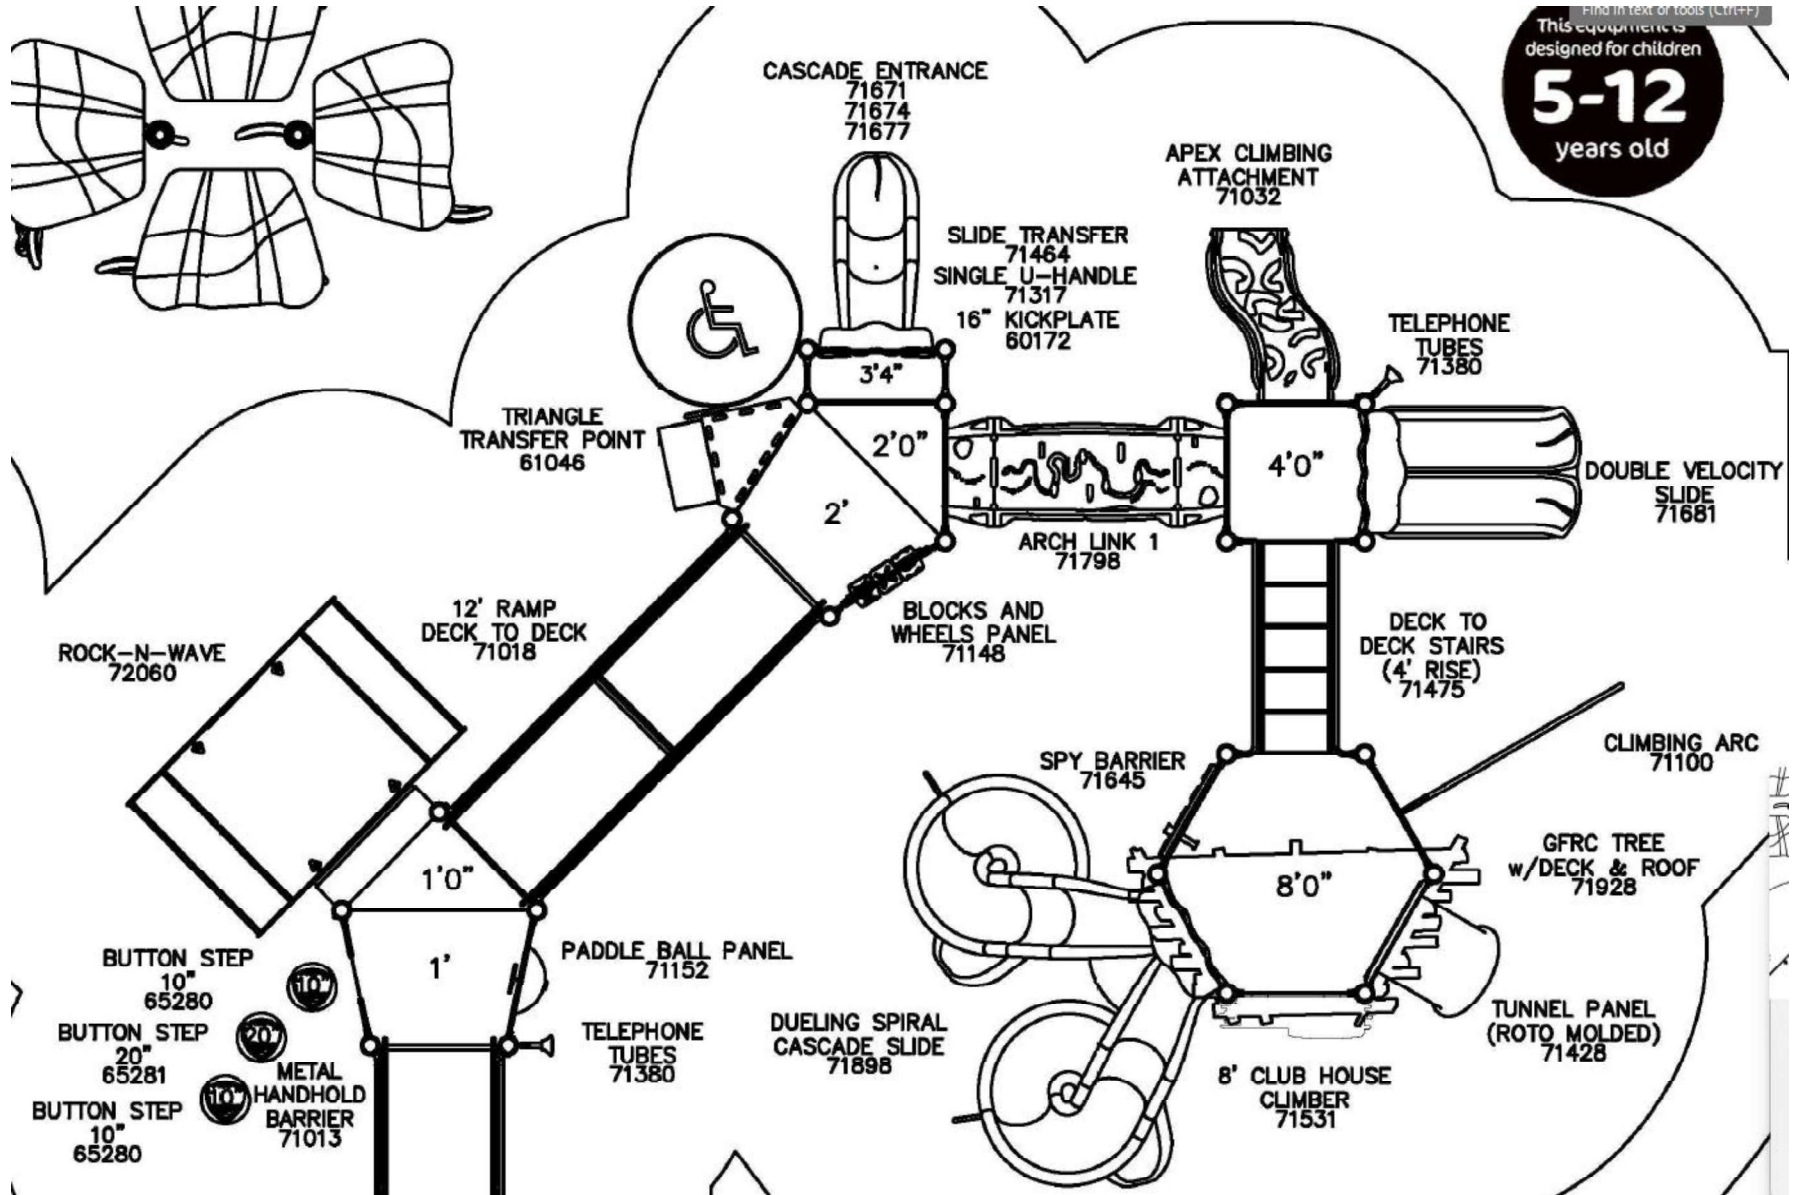 Find in text or tools (Ctrl+F)
This equipment is
designed for children
5-12
years old
CASCADE ENTRANCE
71671
71674
71677
APEX CLIMBING
ATTACHMENT
71032
SLIDE TRANSFER
71464
SINGLE U-HANDLE
71317
16" KICKPLATE
60172
TELEPHONE
TUBES
71380
3'4"
TRIANGLE
TRANSFER POINT
61046
2'0"
2'
4'0"
DOUBLE VELOCITY
SLIDE
71681
ARCH LINK 1
71798
12' RAMP
DECK TO DECK
71018
BLOCKS AND
WHEELS PANEL
71148
DECK TO
DECK STAIRS
(4' RISE)
71475
ROCK-N-WAVE
72060
SPY BARRIER
71645
CLIMBING ARC
71100
GFRC TREE
w/DECK & ROOF
71928
1'0"
8'0"
1'
PADDLE BALL PANEL
71152
BUTTON STEP
10"
65280
10"
BUTTON STEP
20"
65281
20"
METAL
HANDHOLD
BARRIER
71013
BUTTON STEP
10"
65280
10"
TELEPHONE
TUBES
71380
DUELING SPIRAL
CASCADE SLIDE
71898
TUNNEL PANEL
(ROTO MOLDED)
71428
8' CLUB HOUSE
CLIMBER
71531